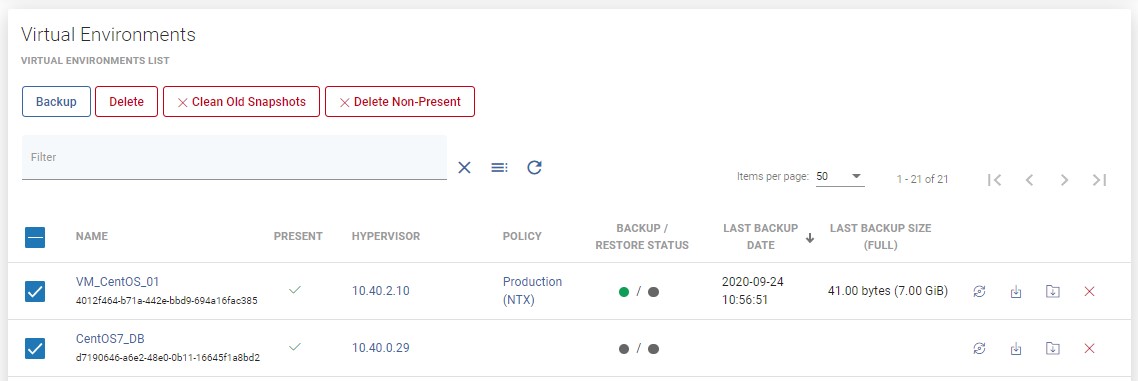 Virtual Environments
VIRTUAL ENVIRONMENTS LIST
Backup Delete Clean Old Snapshots Delete Non-Present
Filter
Items per page: 50 1 - 21 of 21
NAME PRESENT HYPERVISOR POLICY BACKUP / RESTORE STATUS LAST BACKUP DATE LAST BACKUP SIZE (FULL)
VM_CentOS_01
4012f464-b71a-442e-bbd9-694a16fac385
10.40.2.10
Production
(NTX)
/
2020-09-24
10:56:51
41.00 bytes (7.00 GiB)
CentOS7_DB
d7190646-a6e2-48e0-0b11-16645f1a8bd2
10.40.0.29
/